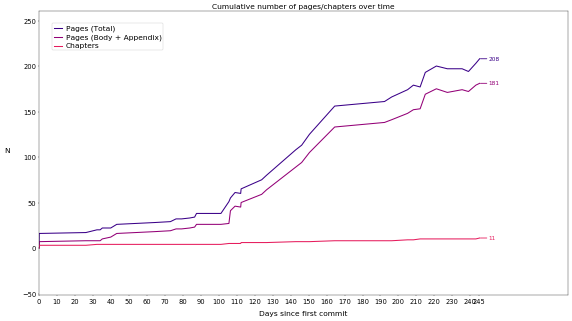 Cumulative number of pages/chapters over time
250
Pages (Total)
Pages (Body + Appendix)
Chapters
208
200
181
150
N
100
50
11
0
−50
0 10 20 30 40 50 60 70 80 90 100 110 120 130 140 150 160 170 180 190 200 210 220 230 240 245
Days since first commit